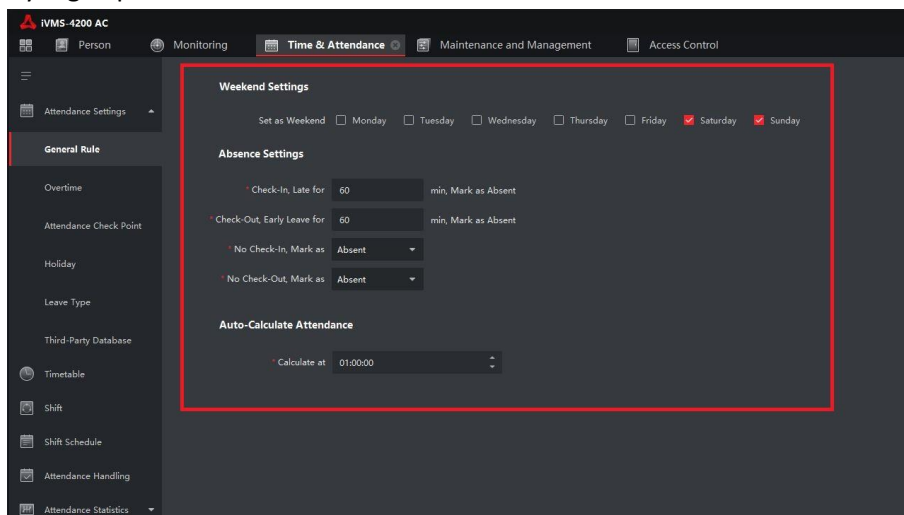 iVMS-4200 AC
Person Monitoring Time & Attendance Maintenance and Management Access Control
Attendance Settings
General Rule
Overtime
Attendance Check Point
Holiday
Leave Type
Third-Party Database
Timetable
Shift
Shift Schedule
Attendance Handling
Attendance Statistics
Weekend Settings
Set as Weekend Monday Tuesday Wednesday Thursday Friday Saturday Sunday
Absence Settings
* Check-In, Late for 60 min, Mark as Absent
* Check-Out, Early Leave for 60 min, Mark as Absent
* No Check-In, Mark as Absent
* No Check-Out, Mark as Absent
Auto-Calculate Attendance
* Calculate at 01:00:00